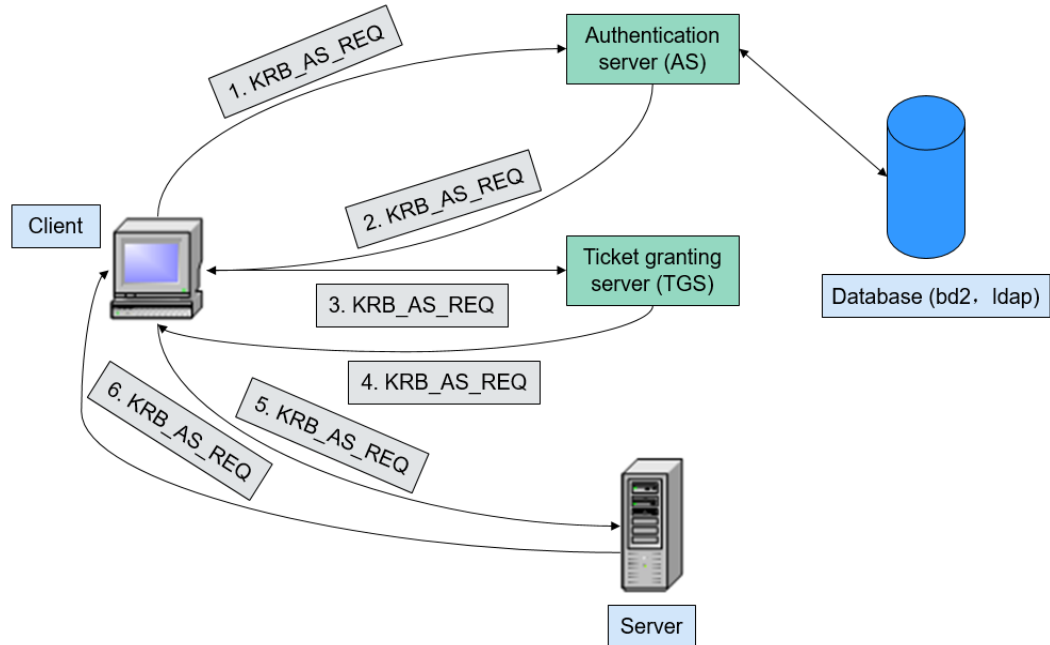 1. KRB_AS_REQ
Authentication
server (AS)
2. KRB_AS_REQ
Client
Ticket granting
server (TGS)
3. KRB_AS_REQ
Database (bd2，ldap)
4. KRB_AS_REQ
6. KRB_AS_REQ
5. KRB_AS_REQ
Server